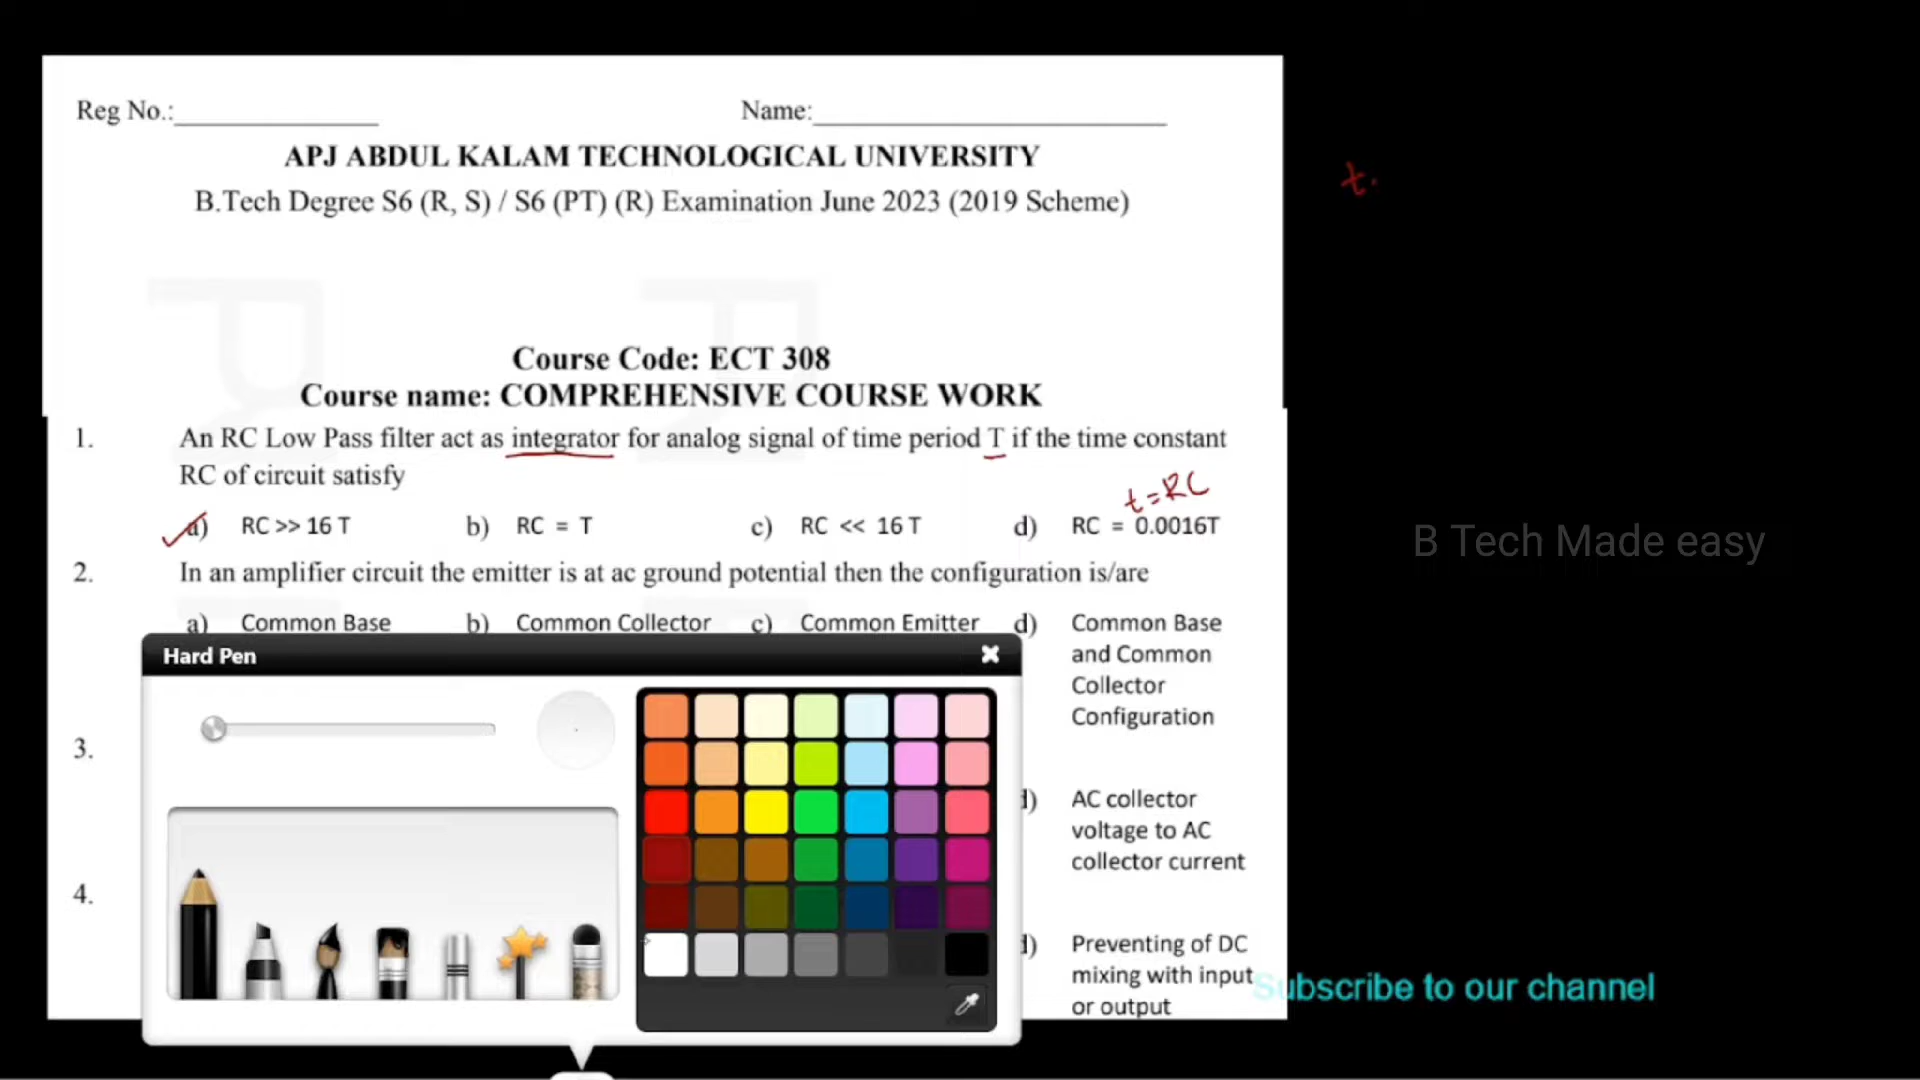 Reg No.:_______________ Name:__________________________
APJ ABDUL KALAM TECHNOLOGICAL UNIVERSITY
B.Tech Degree S6 (R, S) / S6 (PT) (R) Examination June 2023 (2019 Scheme)
t.
Course Code: ECT 308
Course name: COMPREHENSIVE COURSE WORK
1. An RC Low Pass filter act as integrator for analog signal of time period T if the time constant
RC of circuit satisfy
t=RC
a) RC >> 16 T b) RC = T c) RC << 16 T d) RC = 0.0016T
B Tech Made easy
2. In an amplifier circuit the emitter is at ac ground potential then the configuration is/are
a) Common Base b) Common Collector c) Common Emitter d) Common Base
and Common
Collector
Configuration
Hard Pen
3.
d) AC collector
voltage to AC
collector current
4.
d) Preventing of DC
mixing with input
or output
Subscribe to our channel